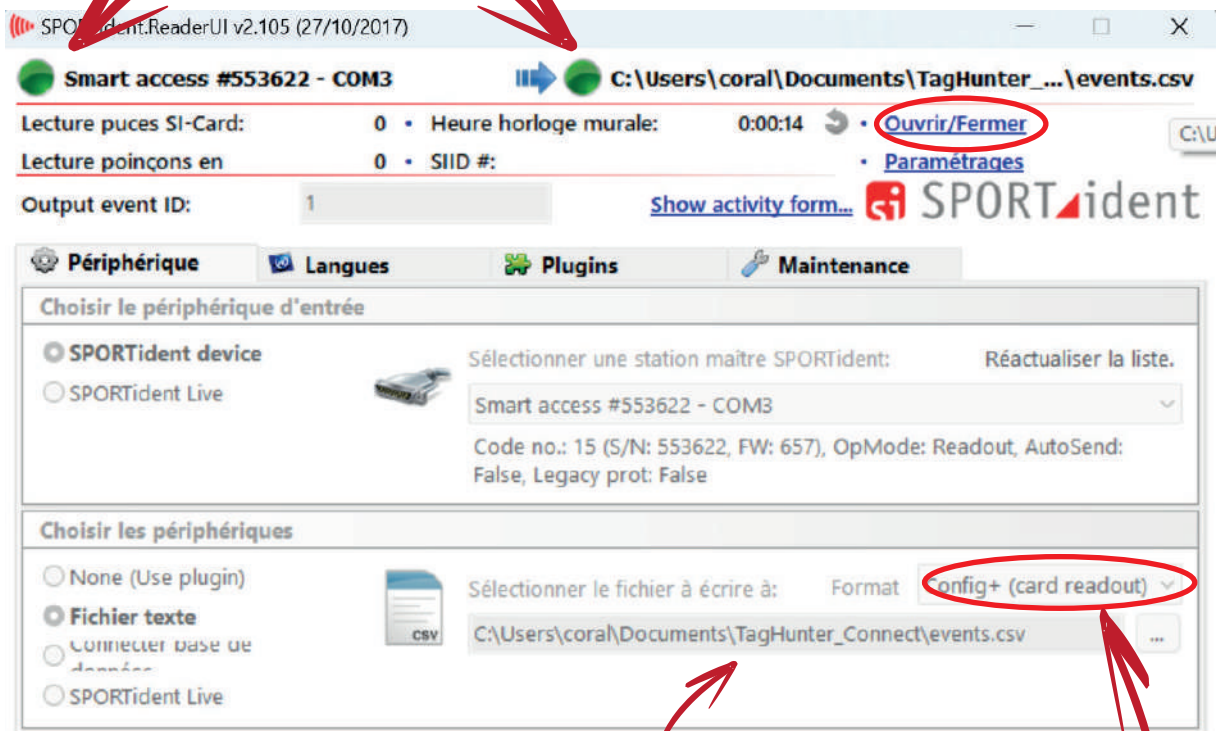 SPORTident.ReaderUI v2.105 (27/10/2017)
Smart access #553622 - COM3 C:\Users\coral\Documents\TagHunter_...\events.csv
Lecture puces SI-Card: 0 • Heure horloge murale: 0:00:14 • Ouvrir/Fermer
C:\U
Lecture poinçons en 0 • SIID #: • Paramétrages
Output event ID: 1 Show activity form... si SPORTident
Périphérique Langues Plugins Maintenance
Choisir le périphérique d'entrée
SPORTident device Sélectionner une station maître SPORTident: Réactualiser la liste.
SPORTident Live
Smart access #553622 - COM3
Code no.: 15 (S/N: 553622, FW: 657), OpMode: Readout, AutoSend:
False, Legacy prot: False
Choisir les périphériques
None (Use plugin) Sélectionner le fichier à écrire à: Format Config+ (card readout)
Fichier texte
CSV C:\Users\coral\Documents\TagHunter_Connect\events.csv ...
Connecter base de
données
SPORTident Live